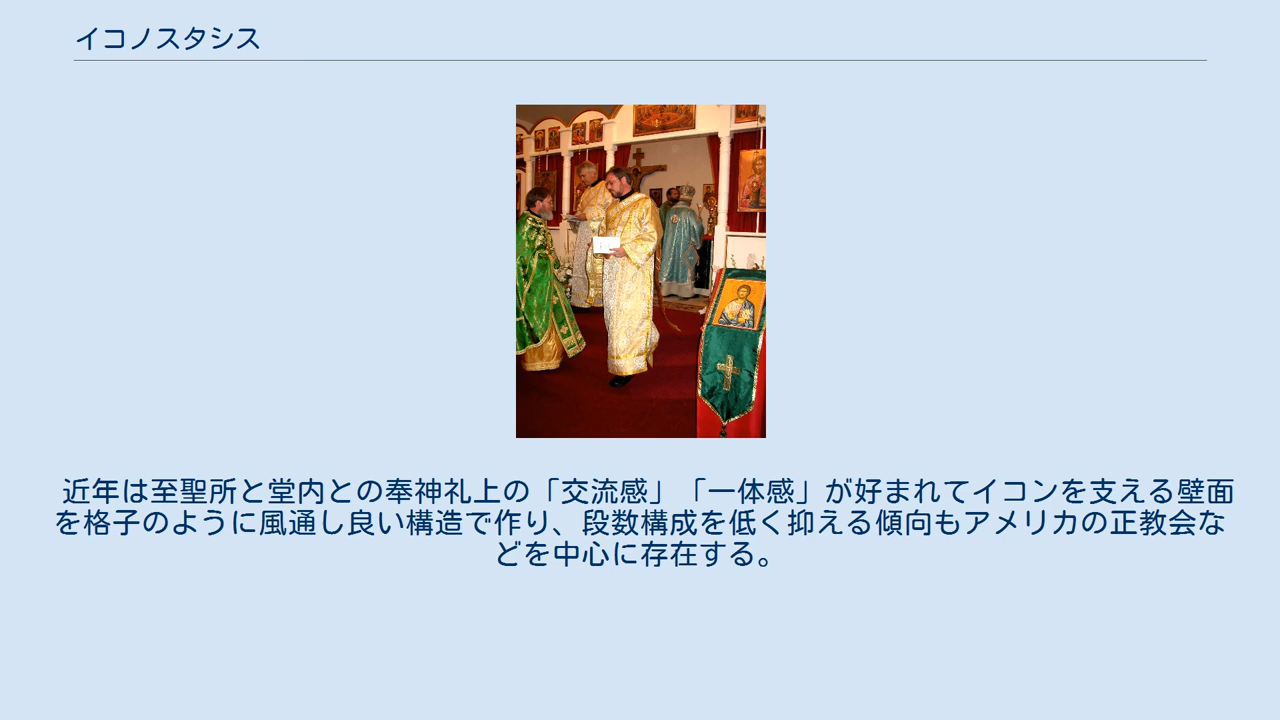 イコノスタシス
近年は至聖所と堂内との奉神礼上の「交流感」「一体感」が好まれてイコンを支える壁面
を格子のように風通し良い構造で作り、段数構成を低く抑える傾向もアメリカの正教会な
どを中心に存在する。